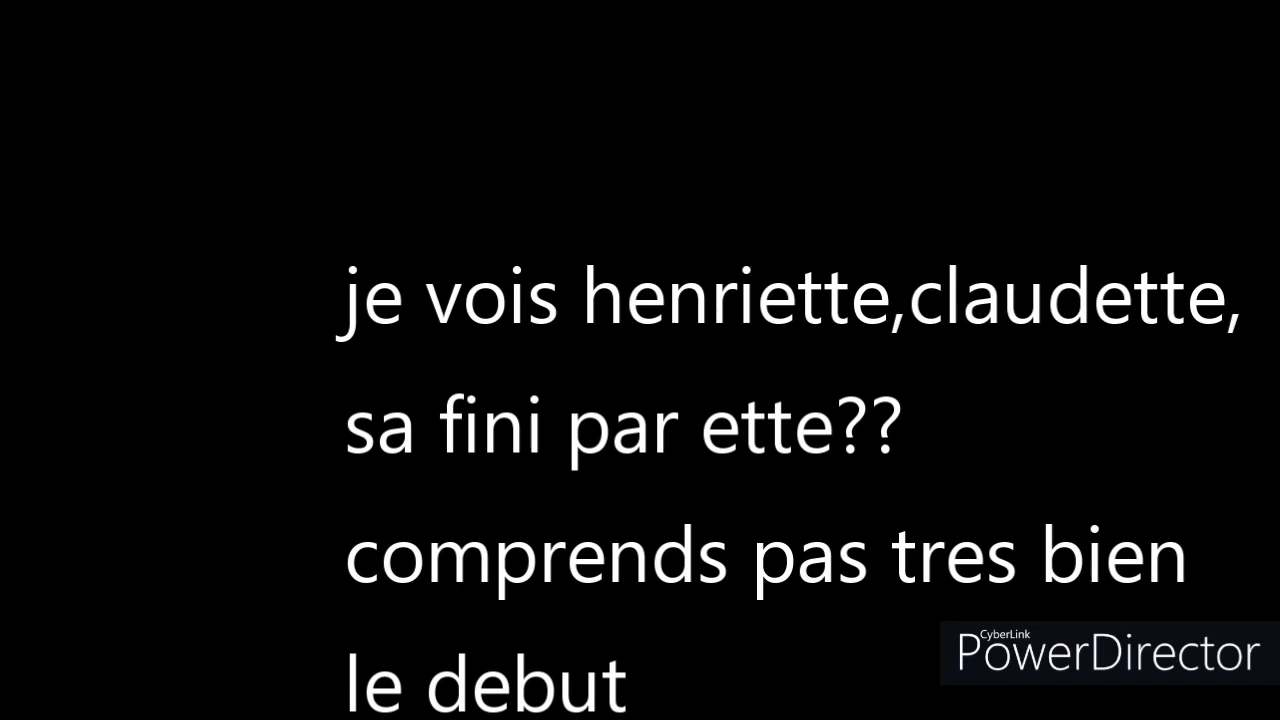 je vois henriette,claudette,
sa fini par ette??
comprends pas tres bien
le debut
CyberLink
PowerDirector